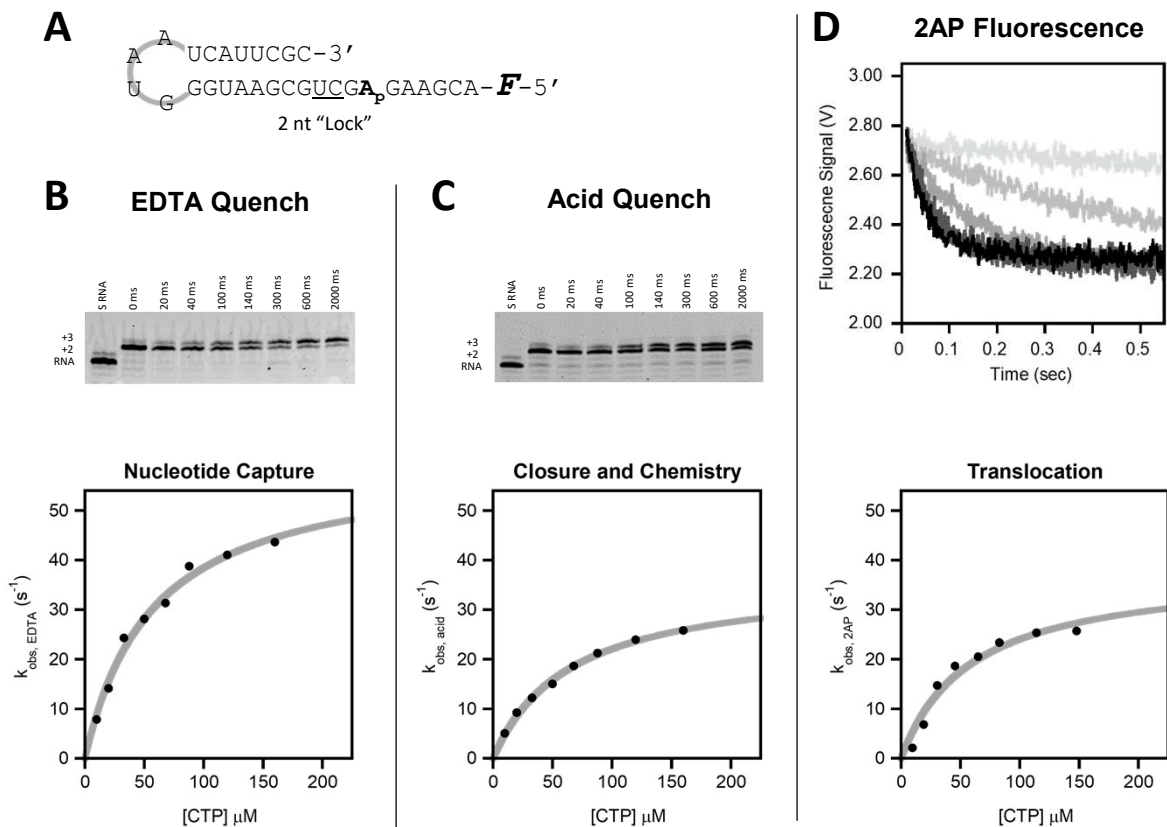 A
A
A
U
G
UCAUUCGC-3’
GGUAAGCGUCGApGAAGCA-F-5’
2 nt “Lock”
B
EDTA Quench
S RNA
0 ms
20 ms
40 ms
100 ms
140 ms
300 ms
600 ms
2000 ms
+3
+2
RNA
Nucleotide Capture
kobs, EDTA (s-1)
50
40
30
20
10
0
0 50 100 150 200
[CTP] μM
C
Acid Quench
S RNA
0 ms
20 ms
40 ms
100 ms
140 ms
300 ms
600 ms
2000 ms
+3
+2
RNA
Closure and Chemistry
kobs, acid (s-1)
50
40
30
20
10
0
0 50 100 150 200
[CTP] μM
D
2AP Fluorescence
Fluoresecne Signal (V)
3.00
2.80
2.60
2.40
2.20
2.00
0 0.1 0.2 0.3 0.4 0.5
Time (sec)
Translocation
kobs, 2AP (s-1)
50
40
30
20
10
0
0 50 100 150 200
[CTP] μM